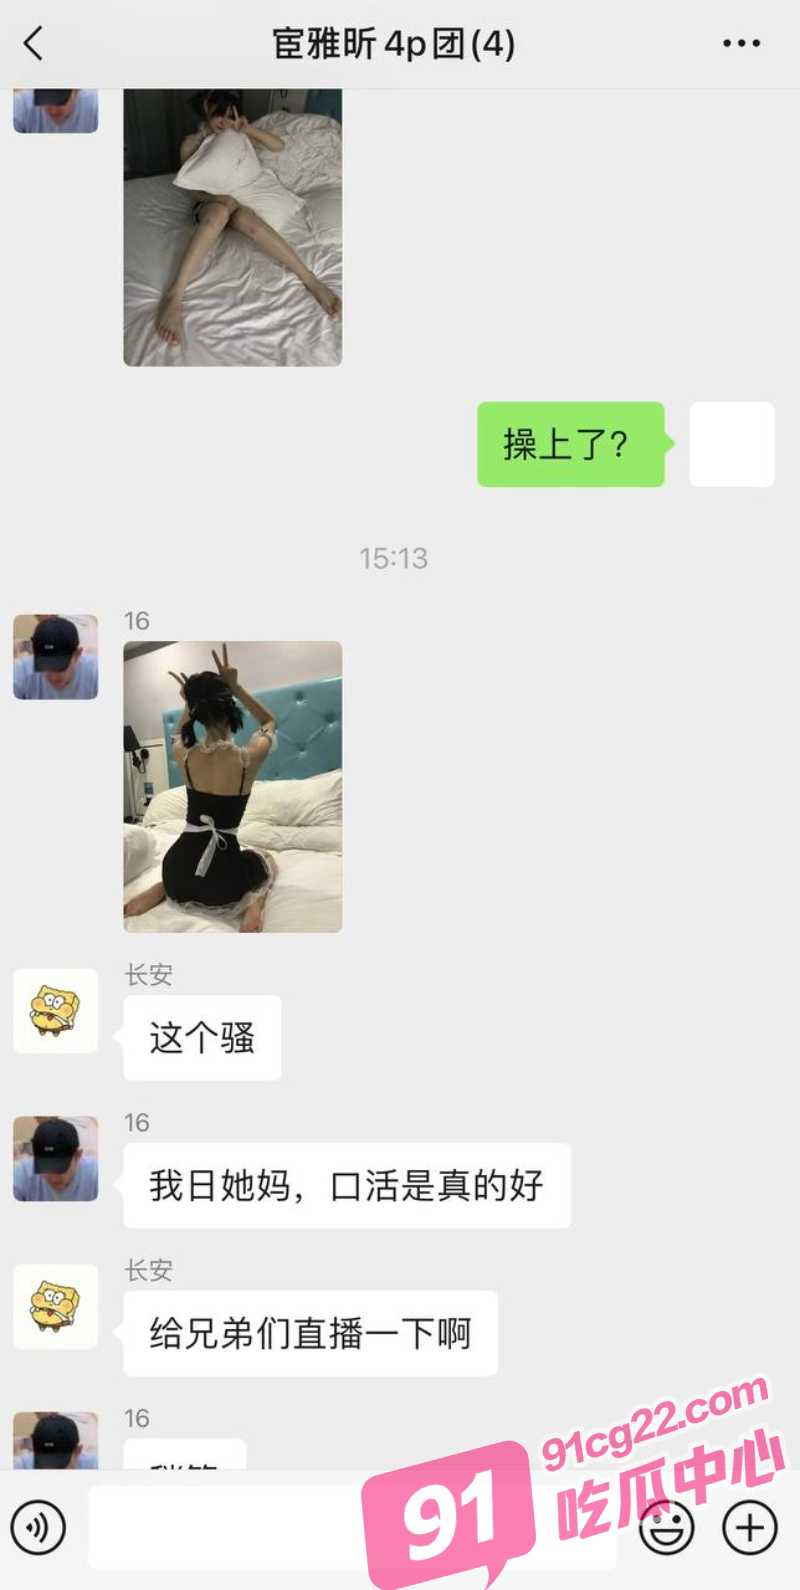 宦雅昕4p团(4)
操上了?
15:13
16
长安
这个骚
16
我日她妈，口活是真的好
长安
给兄弟们直播一下啊
16
91cg22.com
91
吃瓜中心